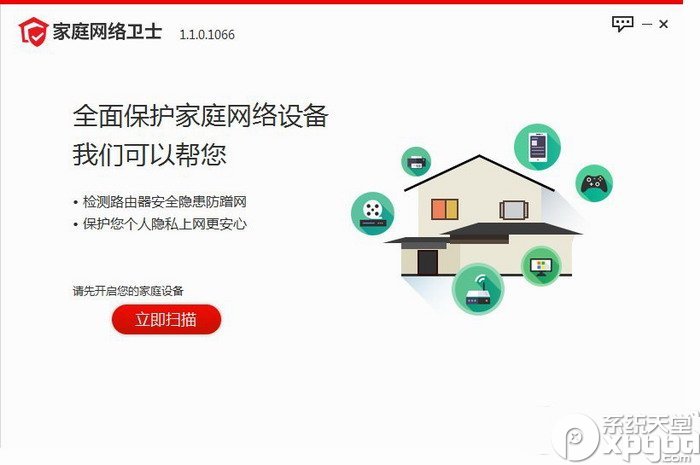 家庭网络卫士 1.1.0.1066
全面保护家庭网络设备
我们可以帮您
• 检测路由器安全隐患防蹭网
• 保护您个人隐私上网更安心
请先开启您的家庭设备
立即扫描
系统天堂
xpgod